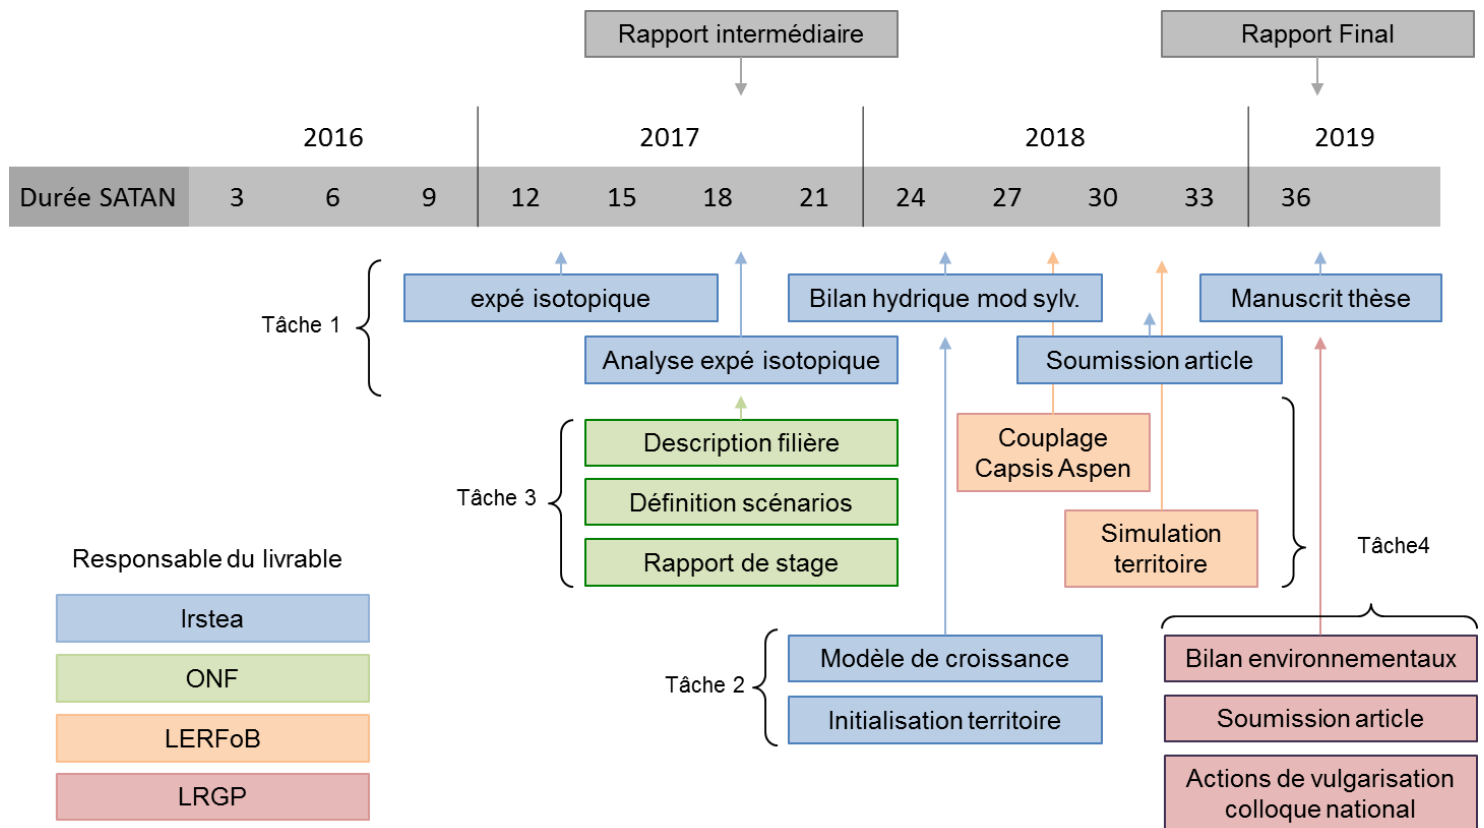 Rapport intermédiaire
Rapport Final
2016
2017
2018
2019
Durée SATAN
3
6
9
12
15
18
21
24
27
30
33
36
expé isotopique
Bilan hydrique mod sylv.
Manuscrit thèse
Tâche 1
Analyse expé isotopique
Soumission article
Description filière
Couplage
Capsis Aspen
Tâche 3
Définition scénarios
Simulation
territoire
Tâche4
Rapport de stage
Responsable du livrable
Irstea
ONF
LERFoB
LRGP
Modèle de croissance
Tâche 2
Initialisation territoire
Bilan environnementaux
Soumission article
Actions de vulgarisation
colloque national